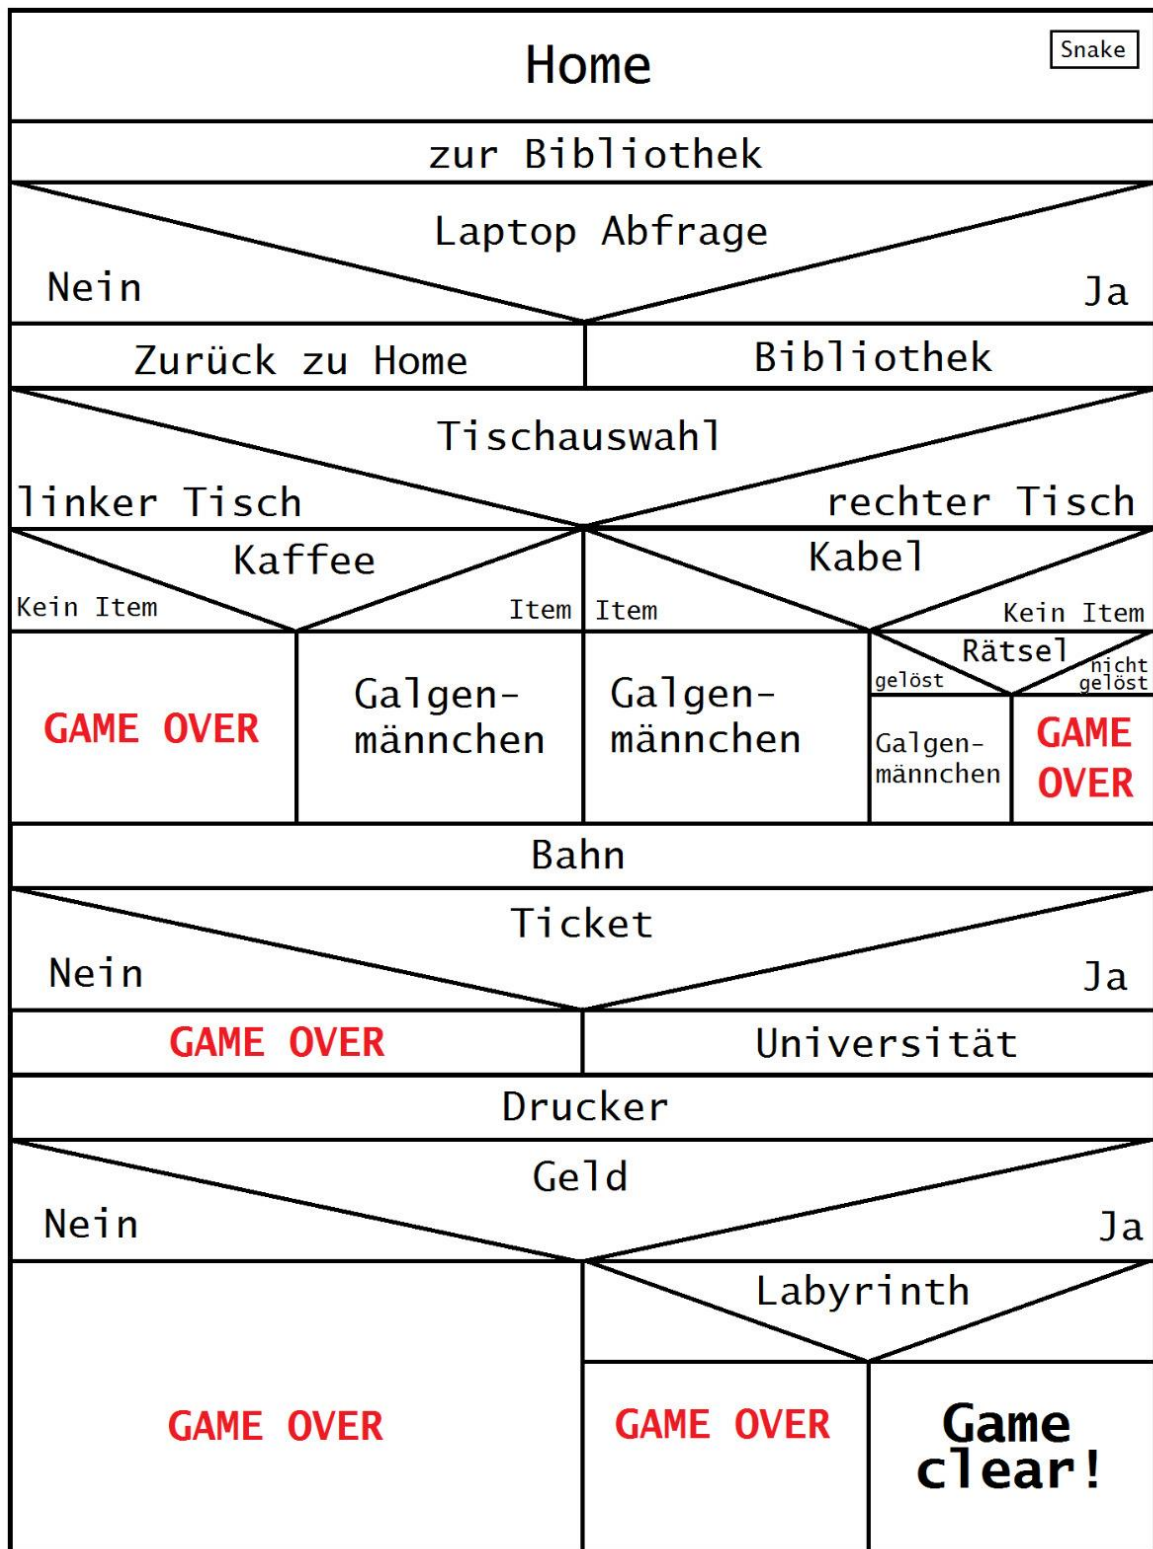 Home
Snake
zur Bibliothek
Laptop Abfrage
Nein
Ja
Zurück zu Home
Bibliothek
Tischauswahl
linker Tisch
rechter Tisch
Kaffee
Kabel
Kein Item
Item
Item
Kein Item
Rätsel
gelöst
nicht
gelöst
GAME OVER
Galgen-
männchen
Galgen-
männchen
Galgen-
männchen
GAME
OVER
Bahn
Ticket
Nein
Ja
GAME OVER
Universität
Drucker
Geld
Nein
Ja
Labyrinth
GAME OVER
GAME OVER
Game
clear!